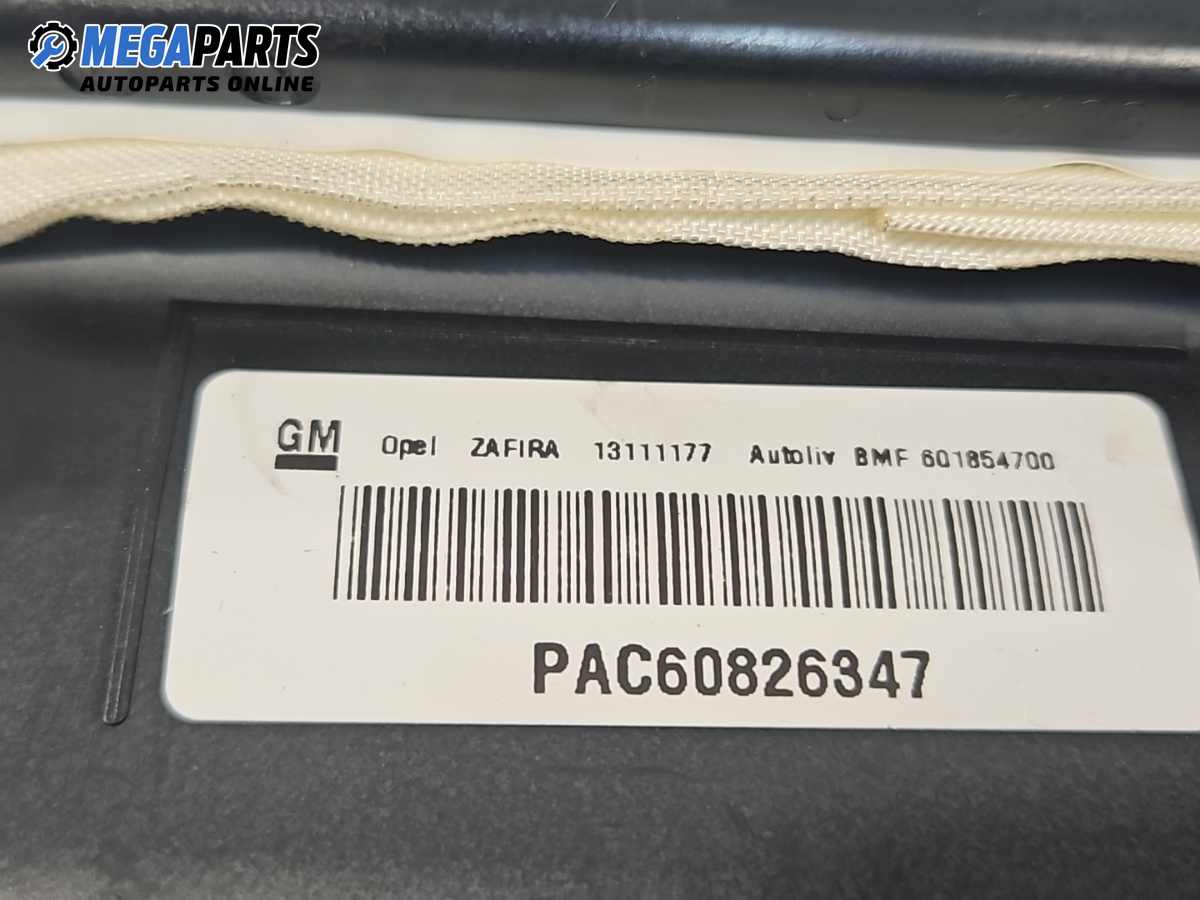 MEGAPARTS
AUTOPARTS ONLINE
GM Opel ZAFIRA 13111177 Autoliv BMF 601854700
PAC60826347